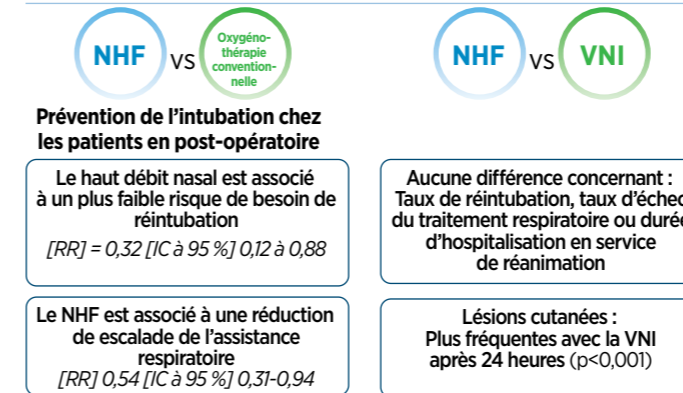 NHF
VS
Oxygéno-
thérapie
convention-
nelle
NHF
VS
VNI
Prévention de l'intubation chez
les patients en post-opératoire
Le haut débit nasal est associé
à un plus faible risque de besoin de
réintubation
[RR] = 0,32 [IC à 95 %] 0,12 à 0,88
Le NHF est associé à une réduction
de escalade de l'assistance
respiratoire
[RR] 0,54 [IC à 95 %] 0,31-0,94
Aucune différence concernant :
Taux de réintubation, taux d'échec
du traitement respiratoire ou durée
d'hospitalisation en service
de réanimation
Lésions cutanées :
Plus fréquentes avec la VNI
après 24 heures (p<0,001)